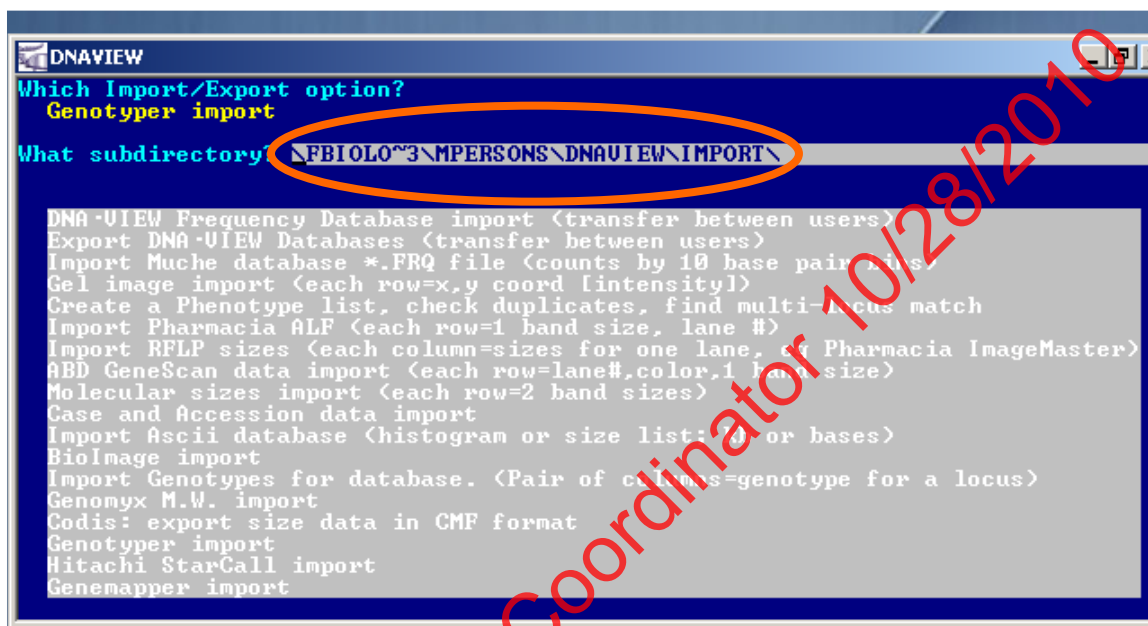 DNAVIEW
Which Import/Export option?
Genotyper import
What subdirectory? \FBIOLO~3\MPERSONS\DNAVIEW\IMPORT\
DNA·VIEW Frequency Database import (transfer between users)
Export DNA·VIEW Databases (transfer between users)
Import Muche database *.FRQ file (counts by 10 base pair bins)
Gel image import (each row=x,y coord [intensity])
Create a Phenotype list, check duplicates, find multi-locus match
Import Pharmacia ALF (each row=1 band size, lane #)
Import RFLP sizes (each column=sizes for one lane, Pharmacia ImageMaster)
ABD GeneScan data import (each row=lane#,color,1 band size)
Molecular sizes import (each row=2 band sizes)
Case and Accession data import
Import Ascii database (histogram or size list; or bases)
BioImage import
Import Genotypes for database. (Pair of columns=genotype for a locus)
Genomyx M.W. import
Codis: export size data in CMF format
Genotyper import
Hitachi StarCall import
Genemapper import
Coordinator 10/28/2010